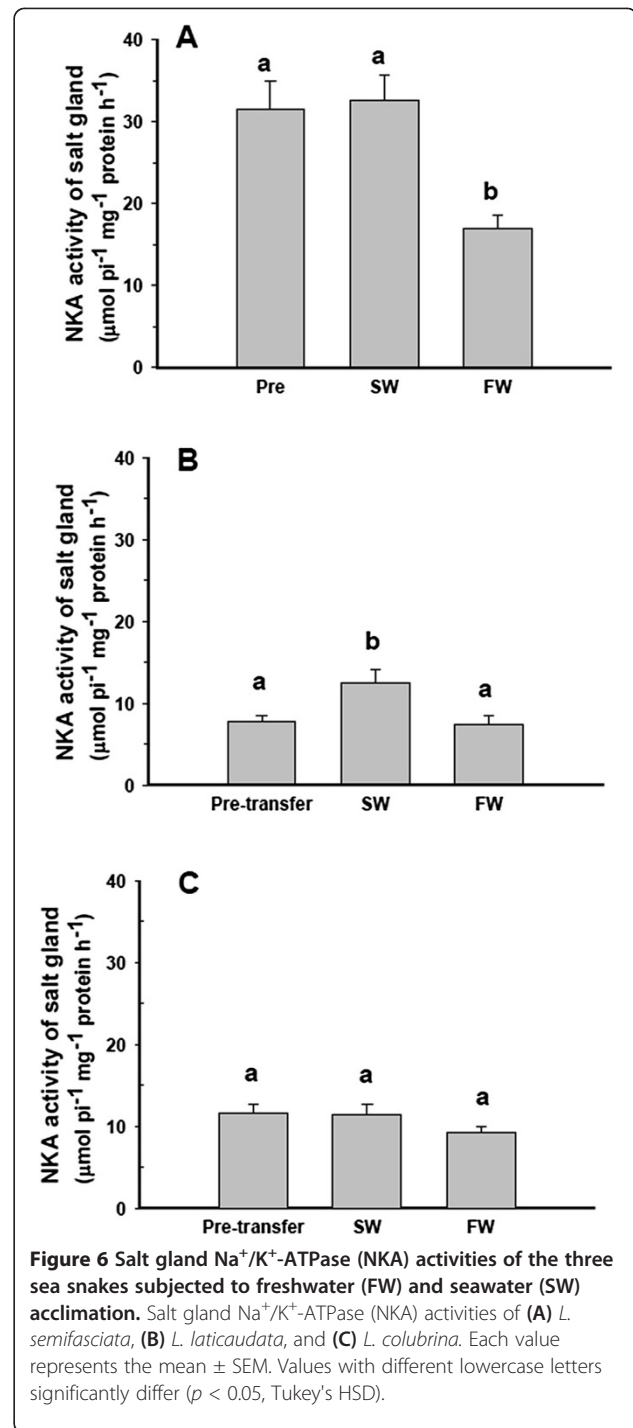 A
NKA activity of salt gland
(μmol pi⁻¹ mg⁻¹ protein h⁻¹)
40
30
20
10
0
a
a
b
Pre
SW
FW
B
NKA activity of salt gland
(μmol pi⁻¹ mg⁻¹ protein h⁻¹)
40
30
20
10
0
a
b
a
Pre-transfer
SW
FW
C
NKA activity of salt gland
(μmol pi⁻¹ mg⁻¹ protein h⁻¹)
40
30
20
10
0
a
a
a
Pre-transfer
SW
FW
Figure 6 Salt gland Na⁺/K⁺-ATPase (NKA) activities of the three
sea snakes subjected to freshwater (FW) and seawater (SW)
acclimation. Salt gland Na⁺/K⁺-ATPase (NKA) activities of (A) L.
semifasciata, (B) L. laticaudata, and (C) L. colubrina. Each value
represents the mean ± SEM. Values with different lowercase letters
significantly differ (p < 0.05, Tukey's HSD).